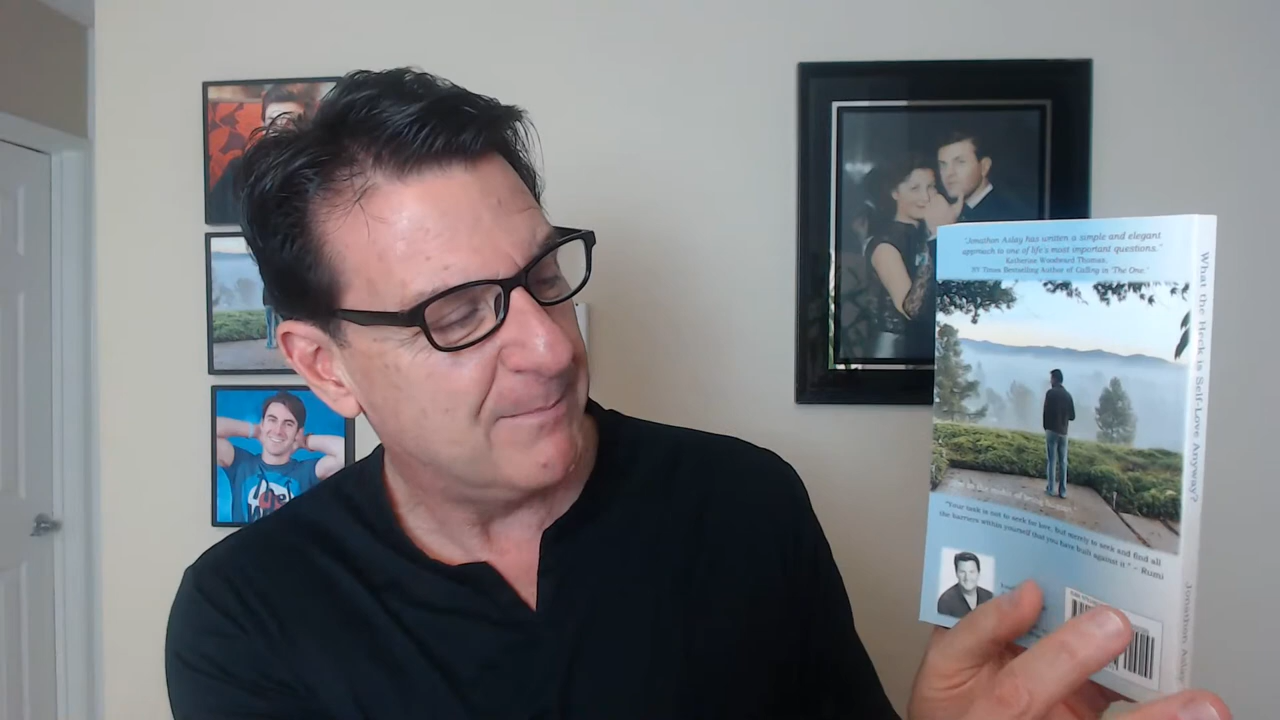 "Jonathon Aslay has written a simple and elegant
approach to one of life's most important questions."
Katherine Woodward Thomas,
NY Times Bestselling Author of Calling in "The One."
"Your task is not to seek for love, but merely to seek and find all
the barriers within yourself that you have built against it." ~ Rumi
What the Heck is Self-Love Anyway?
Jonathon Aslay